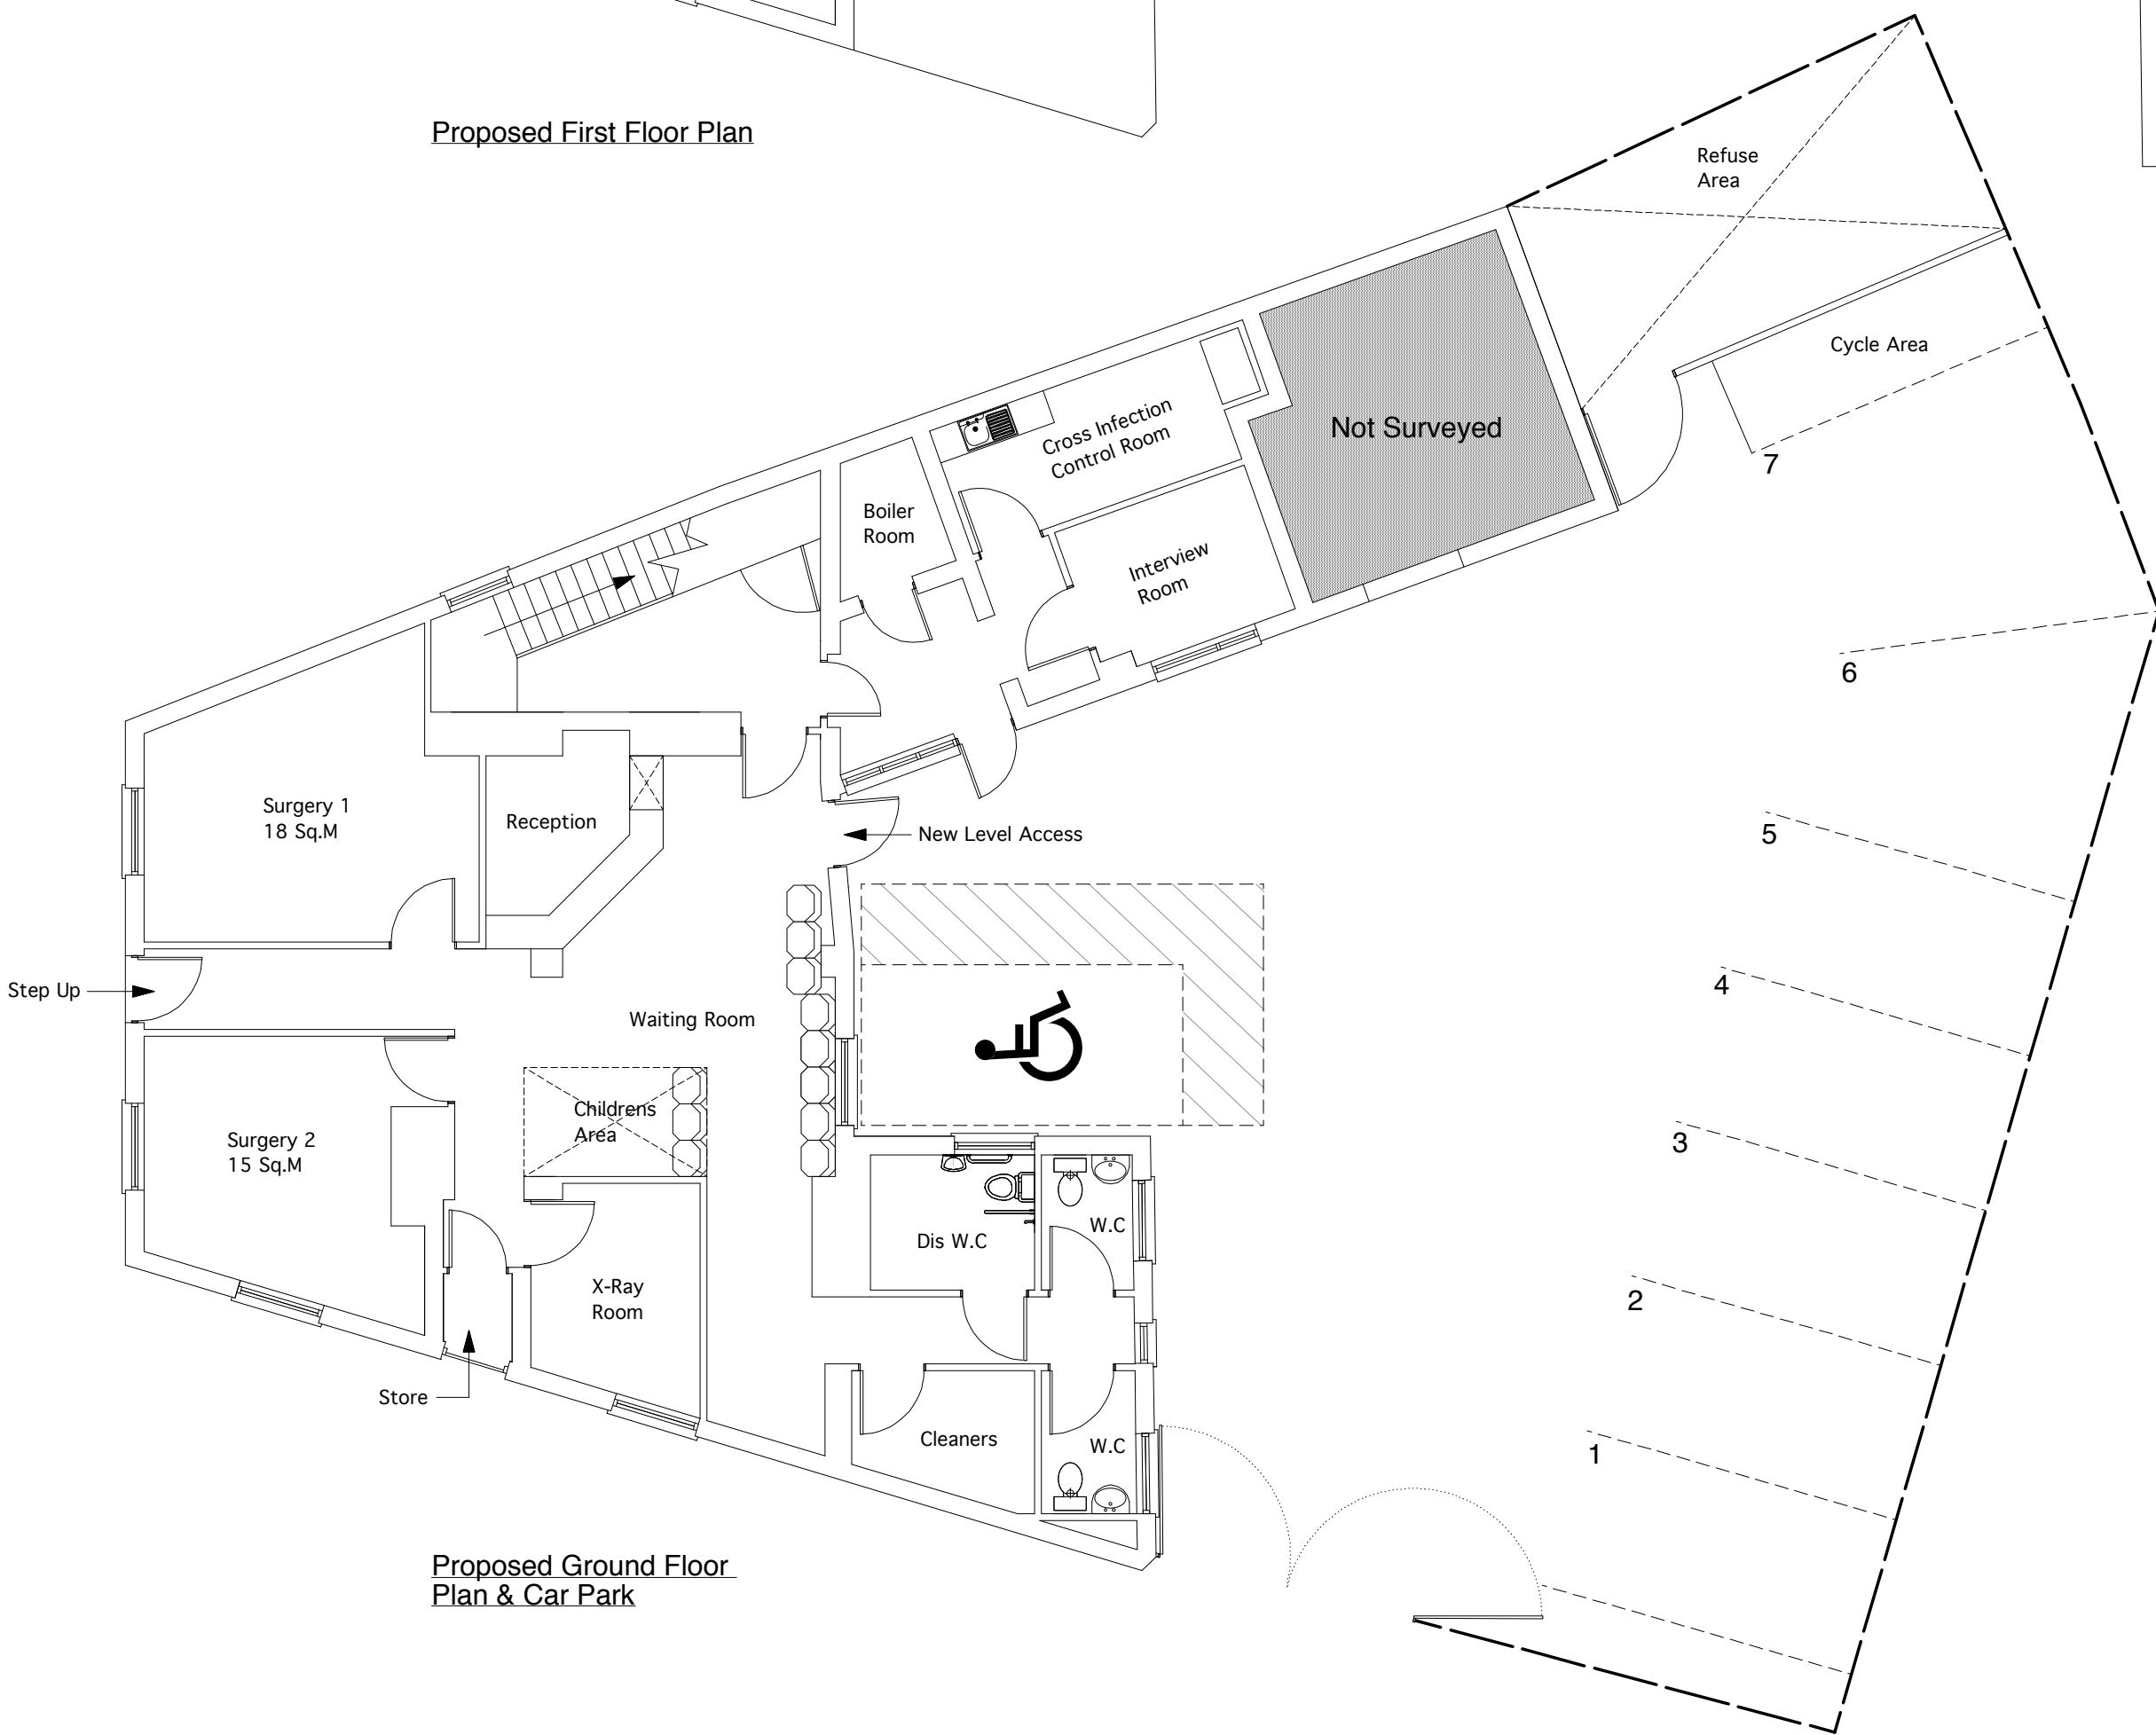 Proposed First Floor Plan
Refuse
Area
Cycle Area
Not Surveyed
Cross Infection
Control Room
7
Boiler
Room
Interview
Room
6
Surgery 1
18 Sq.M
Reception
New Level Access
5
Step Up
Waiting Room
4
Childrens
Area
Surgery 2
15 Sq.M
3
Dis W.C
W.C
X-Ray
Room
2
Store
Cleaners
W.C
1
Proposed Ground Floor
Plan & Car Park